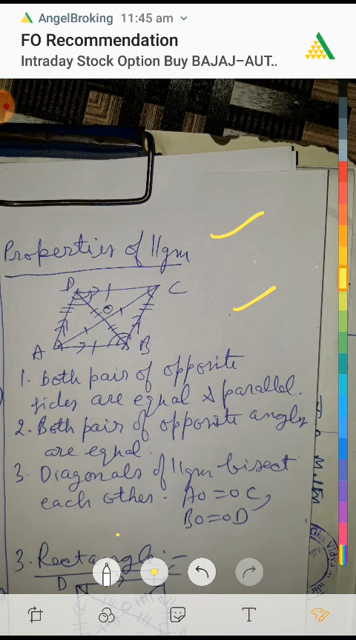 AngelBroking 11:45 am
FO Recommendation
Intraday Stock Option Buy BAJAJ–AUT..
Properties of llgm
D C
O
A B
1. both pair of opposite
sides are equal & parallel.
2. Both pair of opposite angles
are equal.
3. Diagonals of llgm bisect
each other. AO = OC,
BO = OD
3. Rectangle:-
D
T